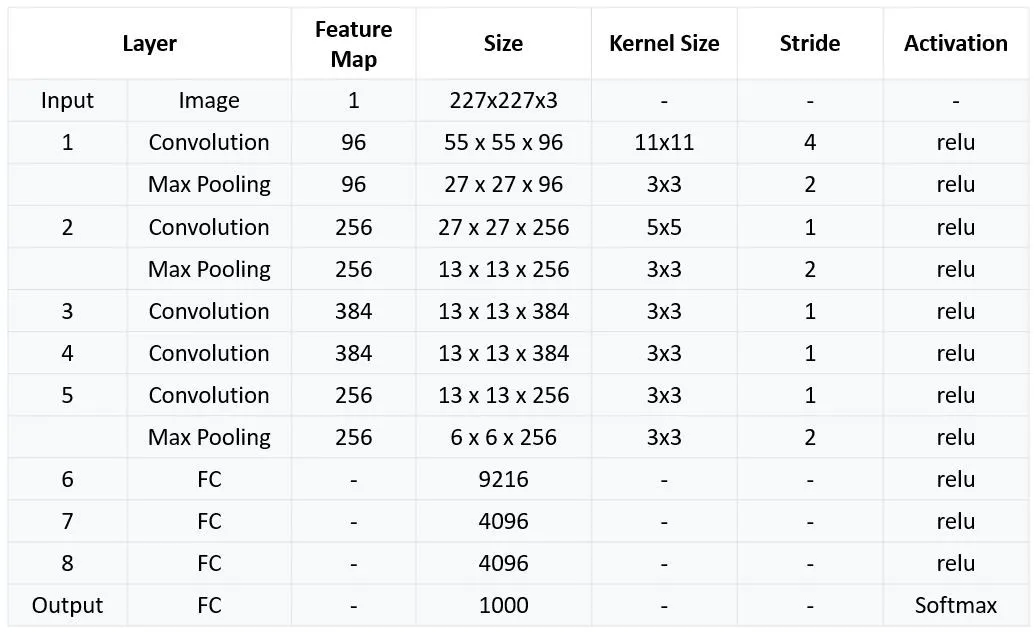 Layer Feature Map Size Kernel Size Stride Activation
Input Image 1 227x227x3 - - -
1 Convolution 96 55 x 55 x 96 11x11 4 relu
Max Pooling 96 27 x 27 x 96 3x3 2 relu
2 Convolution 256 27 x 27 x 256 5x5 1 relu
Max Pooling 256 13 x 13 x 256 3x3 2 relu
3 Convolution 384 13 x 13 x 384 3x3 1 relu
4 Convolution 384 13 x 13 x 384 3x3 1 relu
5 Convolution 256 13 x 13 x 256 3x3 1 relu
Max Pooling 256 6 x 6 x 256 3x3 2 relu
6 FC - 9216 - - relu
7 FC - 4096 - - relu
8 FC - 4096 - - relu
Output FC - 1000 - - Softmax